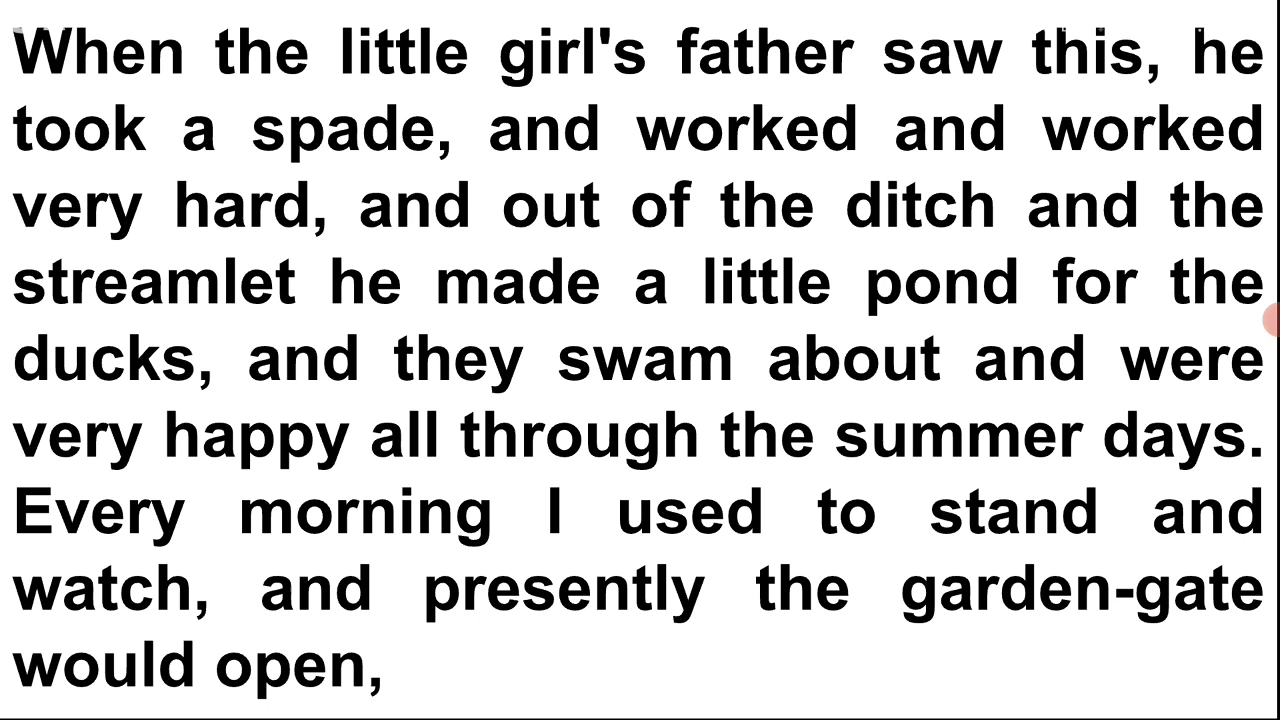 When the little girl's father saw this, he
took a spade, and worked and worked
very hard, and out of the ditch and the
streamlet he made a little pond for the
ducks, and they swam about and were
very happy all through the summer days.
Every morning I used to stand and
watch, and presently the garden-gate
would open,